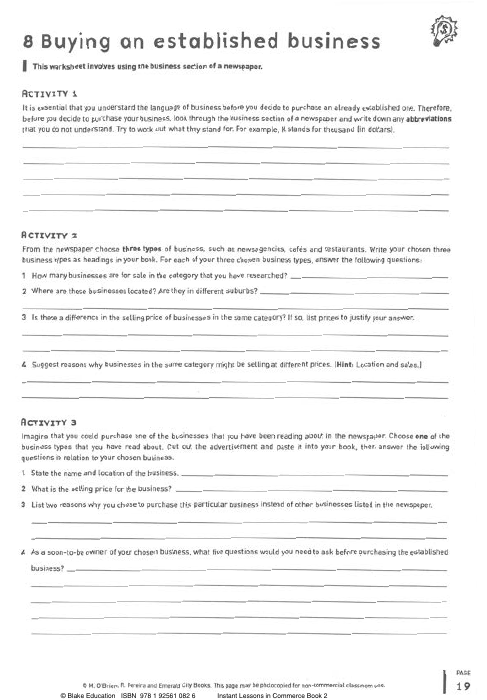 8 Buying an established business
This worksheet involves using the business section of a newspaper.
ACTIVITY 1
It is essential that you understand the language of business before you decide to purchase an already established one. Therefore,
before you decide to purchase your business, look through the business section of a newspaper and write down any abbreviations
that you do not understand. Try to work out what they stand for. For example, K stands for thousand (in dollars).
ACTIVITY 2
From the newspaper choose three types of business, such as newsagencies, cafés and restaurants. Write your chosen three
business types as headings in your book. For each of your three chosen business types, answer the following questions:
1 How many businesses are for sale in the category that you have researched?
2 Where are these businesses located? Are they in different suburbs?
3 Is there a difference in the selling price of businesses in the same category? If so, list prices to justify your answer.
4 Suggest reasons why businesses in the same category might be selling at different prices. (Hint: Location and sales.)
ACTIVITY 3
Imagine that you could purchase one of the businesses that you have been reading about in the newspaper. Choose one of the
business types that you have read about. Cut out the advertisement and paste it into your book, then answer the following
questions in relation to your chosen business.
1 State the name and location of the business.
2 What is the selling price for the business?
3 List two reasons why you chose to purchase this particular business instead of other businesses listed in the newspaper.
4 As a soon-to-be owner of your chosen business, what five questions would you need to ask before purchasing the established
business?
© M. O'Brien, R. Pereira and Emerald City Books. This page may be photocopied for non-commercial classroom use.
© Blake Education ISBN 978 1 92561 082 6 Instant Lessons in Commerce Book 2
PAGE
19